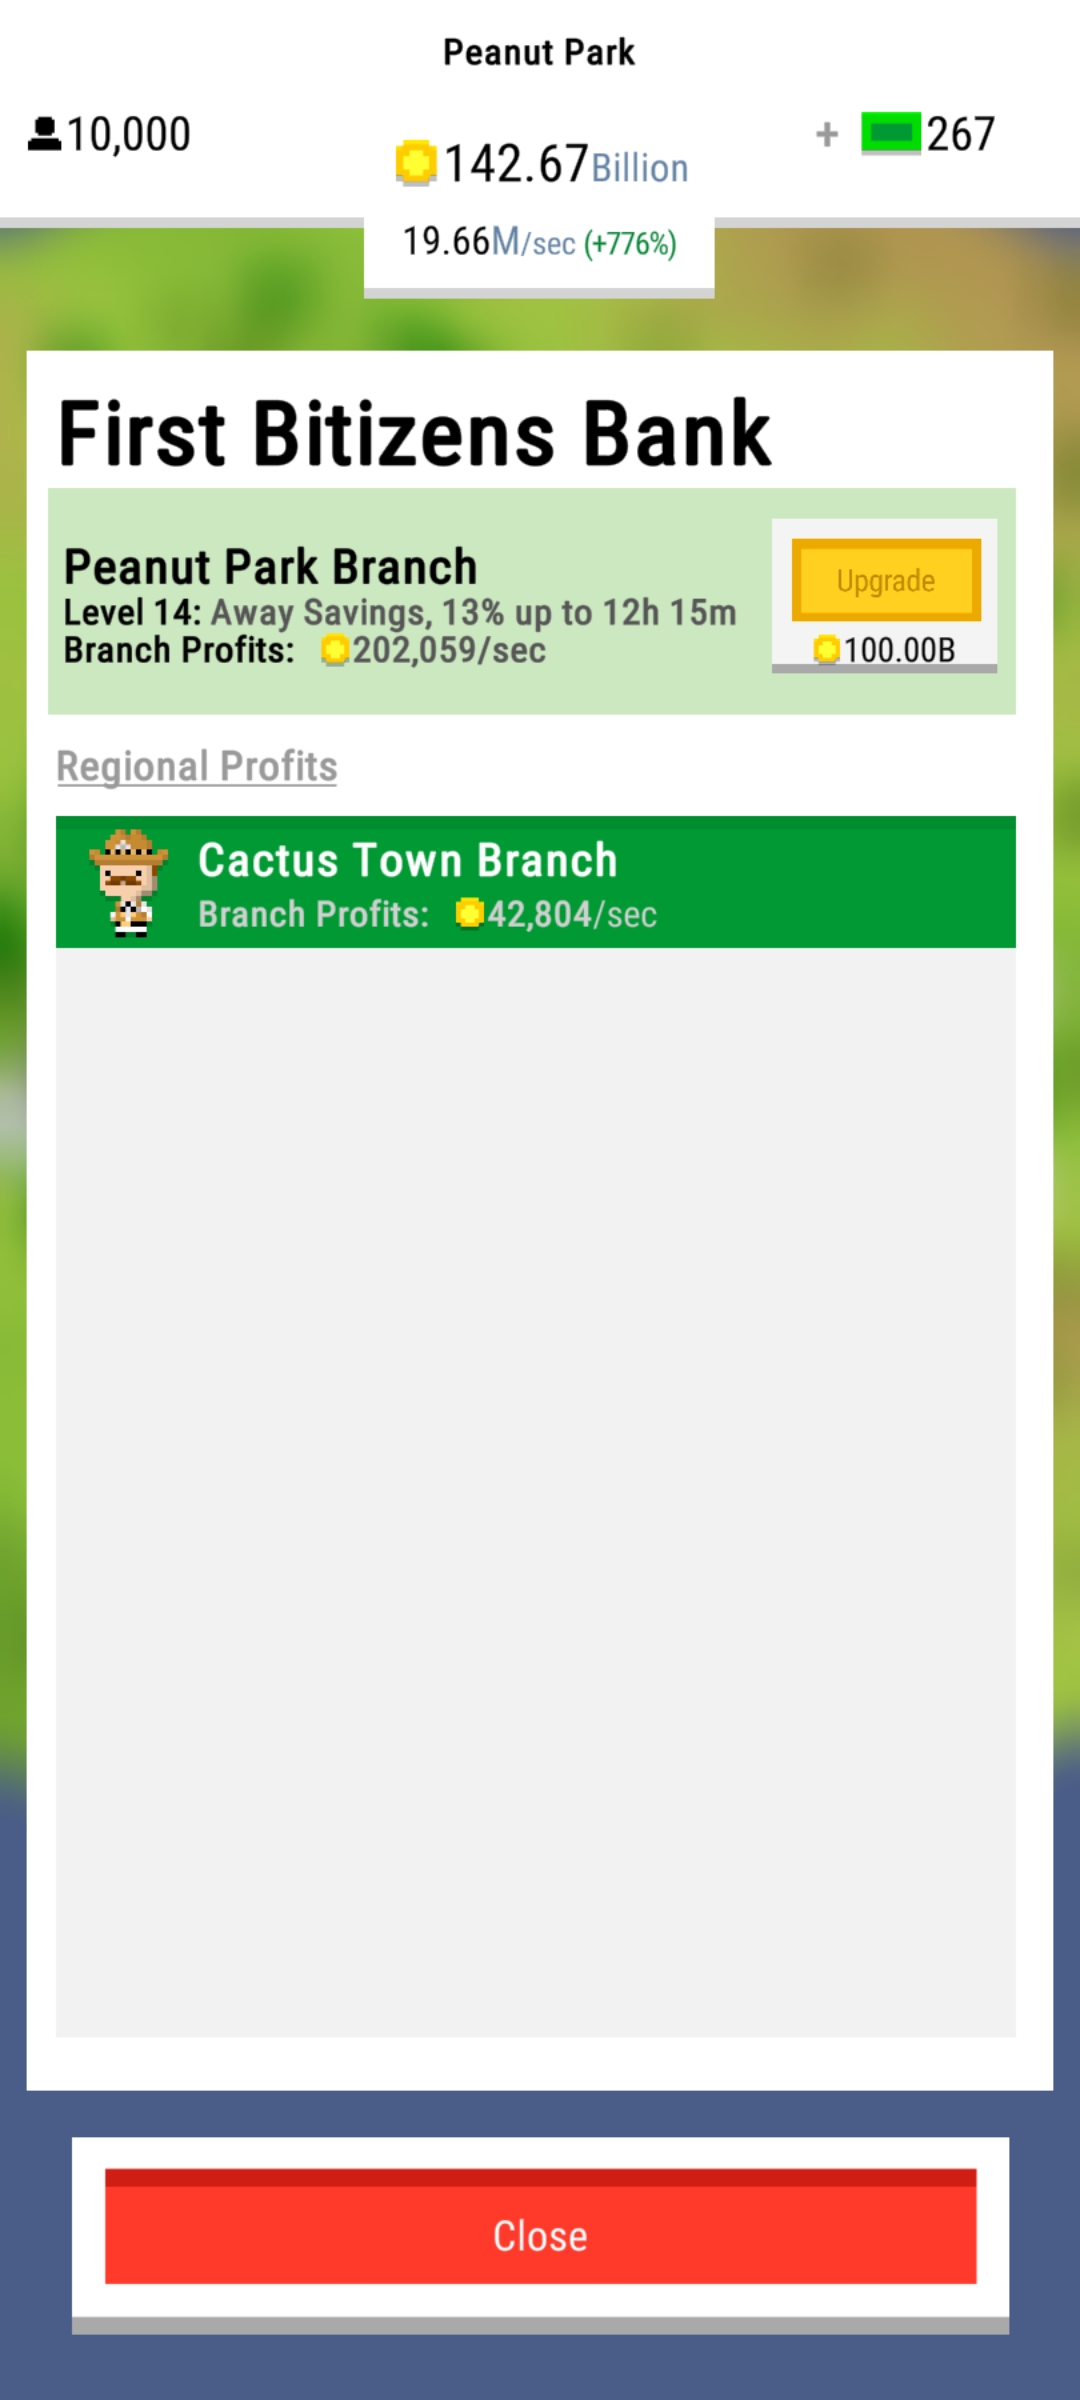 Peanut Park
10,000
142.67Billion
+ 267
19.66M/sec (+776%)
First Bitizens Bank
Peanut Park Branch
Level 14: Away Savings, 13% up to 12h 15m
Branch Profits: 202,059/sec
Upgrade
100.00B
Regional Profits
Cactus Town Branch
Branch Profits: 42,804/sec
Close